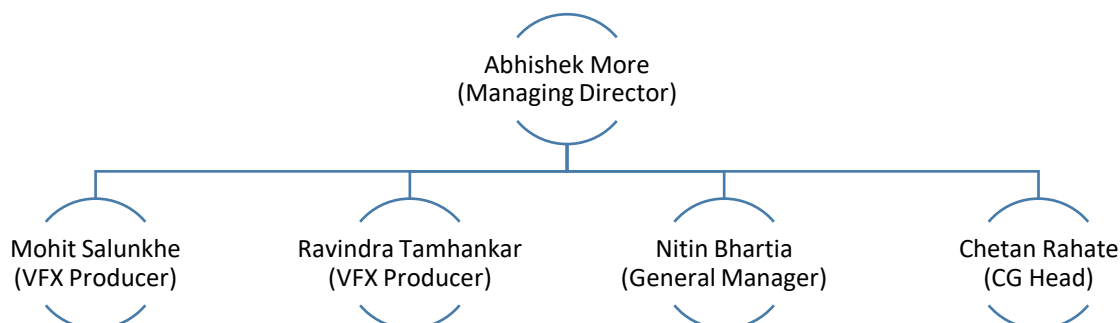 Abhishek More
(Managing Director)
Mohit Salunkhe
(VFX Producer)
Ravindra Tamhankar
(VFX Producer)
Nitin Bhartia
(General Manager)
Chetan Rahate
(CG Head)